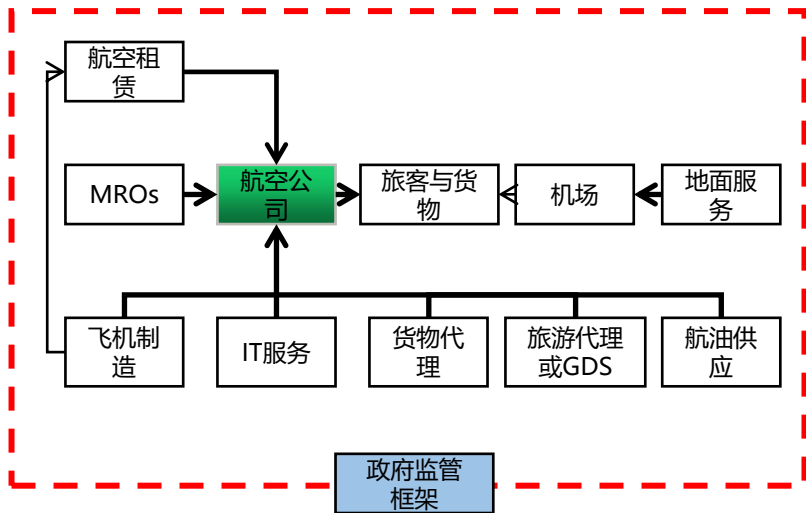 航空租
赁
MROs
航空公
司
旅客与货
物
机场
地面服
务
飞机制
造
IT服务
货物代
理
旅游代理
或GDS
航油供
应
政府监管
框架